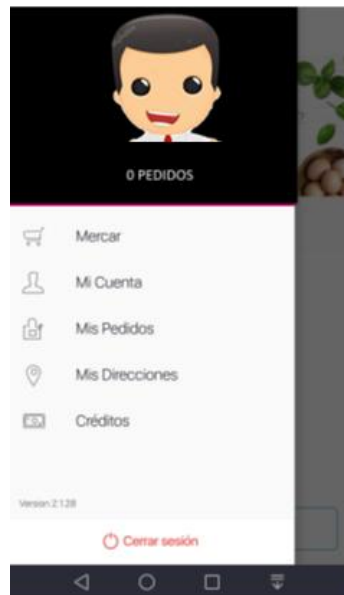 0 PEDIDOS
Mercar
Mi Cuenta
Mis Pedidos
Mis Direcciones
Créditos
Version 2.1.28
Cerrar sesión